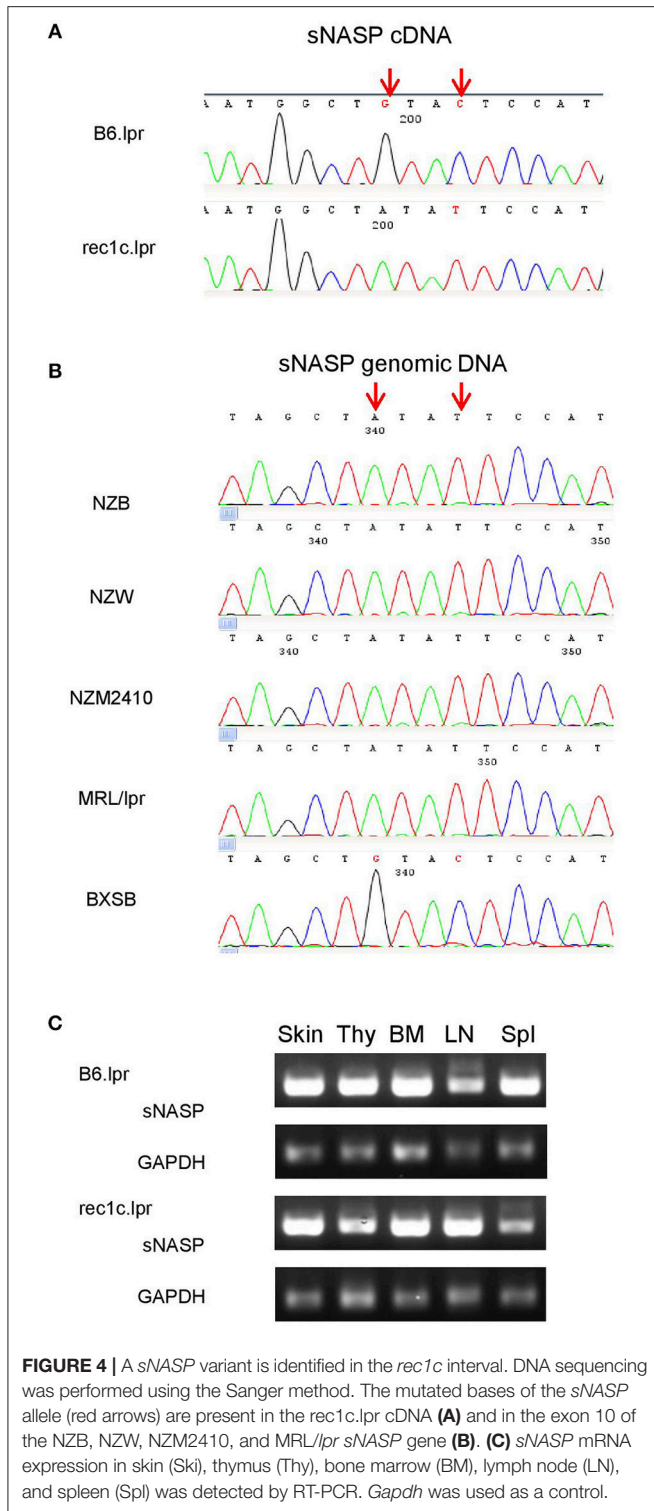 A
sNASP cDNA
A A T G G C T G T A C T C C A T
200
B6.lpr
A A T G G C T A T A T T C C A T
200
rec1c.lpr
B
sNASP genomic DNA
T A G C T A T A T T C C A T
340
NZB
T A G C T A T A T T C C A T
340 350
NZW
T A G C T A T A T T C C A T
340 350
NZM2410
T A G C T A T A T T C C A T
350
MRL/lpr
T A G C T G T A C T C C A T
340
BXSB
C
Skin Thy BM LN Spl
B6.lpr
sNASP
GAPDH
rec1c.lpr
sNASP
GAPDH
FIGURE 4 | A sNASP variant is identified in the rec1c interval. DNA sequencing
was performed using the Sanger method. The mutated bases of the sNASP
allele (red arrows) are present in the rec1c.lpr cDNA (A) and in the exon 10 of
the NZB, NZW, NZM2410, and MRL/lpr sNASP gene (B). (C) sNASP mRNA
expression in skin (Ski), thymus (Thy), bone marrow (BM), lymph node (LN),
and spleen (Spl) was detected by RT-PCR. Gapdh was used as a control.